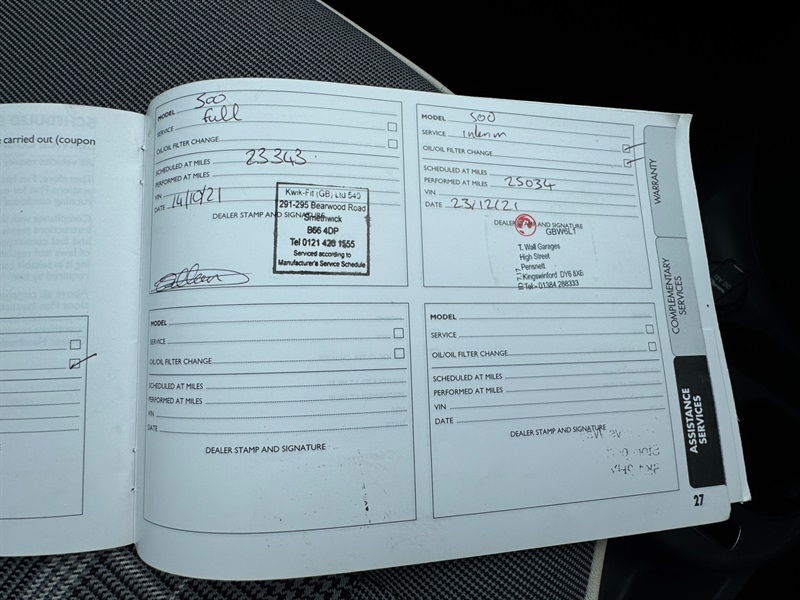 e carried out (coupon
MODEL 500
SERVICE Full
OIL/OIL FILTER CHANGE
SCHEDULED AT MILES
PERFORMED AT MILES 23343.
VIN
DATE 14/10/21
DEALER STAMP AND SIGNATURE
Kwik-Fit (GB) Ltd 540
291-295 Bearwood Road
Smethwick
B66 4DP
Tel 0121 420 1555
Serviced according to
Manufacturer's Service Schedule
MODEL 500
SERVICE Interim
OIL/OIL FILTER CHANGE
SCHEDULED AT MILES
PERFORMED AT MILES 25034
VIN
DATE 23/12/21
DEALER STAMP AND SIGNATURE
GBW6L1
T. Wall Garages
High Street
Pensnett
Kingswinford DY6 8XE
Tel:- 01384 288333
MODEL
SERVICE
OIL/OIL FILTER CHANGE
SCHEDULED AT MILES
PERFORMED AT MILES
VIN
DATE
DEALER STAMP AND SIGNATURE
MODEL
SERVICE
OIL/OIL FILTER CHANGE
SCHEDULED AT MILES
PERFORMED AT MILES
VIN
DATE
DEALER STAMP AND SIGNATURE
WARRANTY
COMPLEMENTARY
SERVICES
ASSISTANCE
SERVICES
27